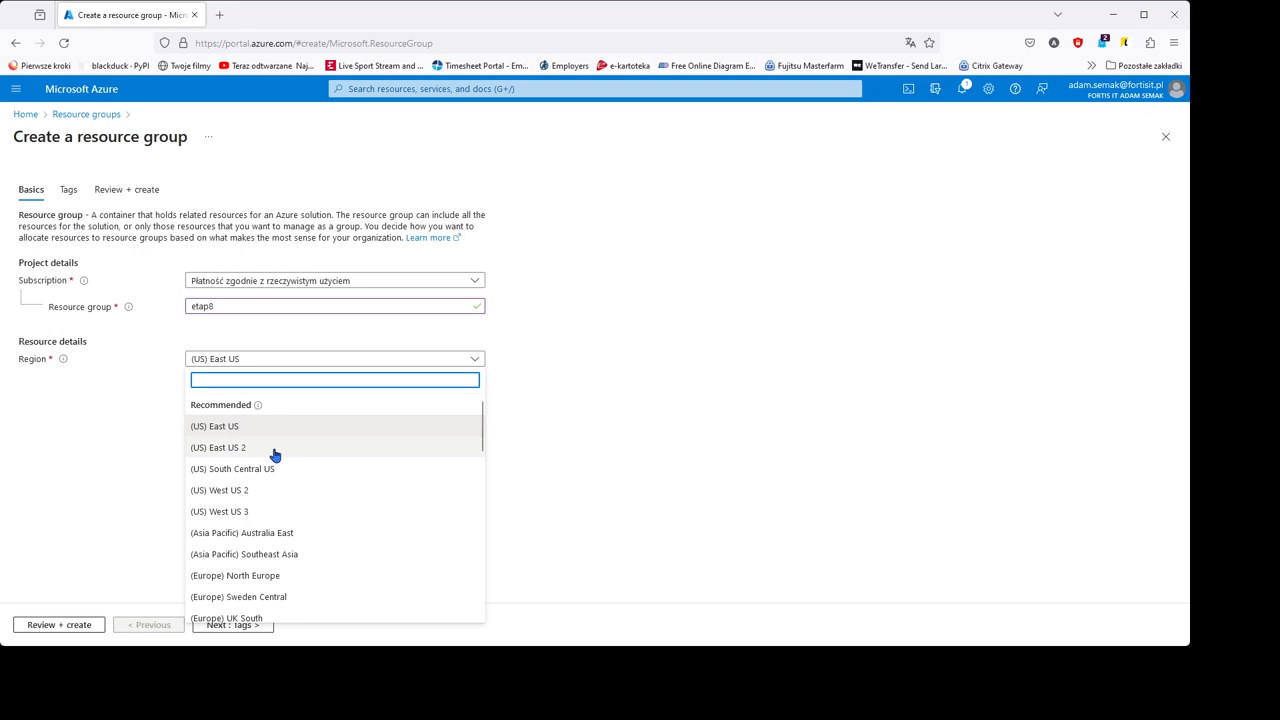 Create a resource group - Micro
https://portal.azure.com/#create/Microsoft.ResourceGroup
2
Pierwsze kroki
blackduck · PyPI
Twoje filmy
Teraz odtwarzane  Naj...
Live Sport Stream and ...
Timesheet Portal - Em...
Employers
e-kartoteka
Free Online Diagram E...
Fujitsu Masterfarm
WeTransfer - Send Lar...
Citrix Gateway
Pozostałe zakładki
Microsoft Azure
Search resources, services, and docs (G+/)
1
adam.semak@fortisit.pl
FORTIS IT ADAM SEMAK
Home > Resource groups >
Create a resource group ...
Basics
Tags
Review + create
Resource group - A container that holds related resources for an Azure solution. The resource group can include all the
resources for the solution, or only those resources that you want to manage as a group. You decide how you want to
allocate resources to resource groups based on what makes the most sense for your organization. Learn more
Project details
Subscription *
Płatność zgodnie z rzeczywistym użyciem
Resource group *
etap8
Resource details
Region *
(US) East US
Recommended
(US) East US
(US) East US 2
(US) South Central US
(US) West US 2
(US) West US 3
(Asia Pacific) Australia East
(Asia Pacific) Southeast Asia
(Europe) North Europe
(Europe) Sweden Central
(Europe) UK South
Review + create
< Previous
Next : Tags >